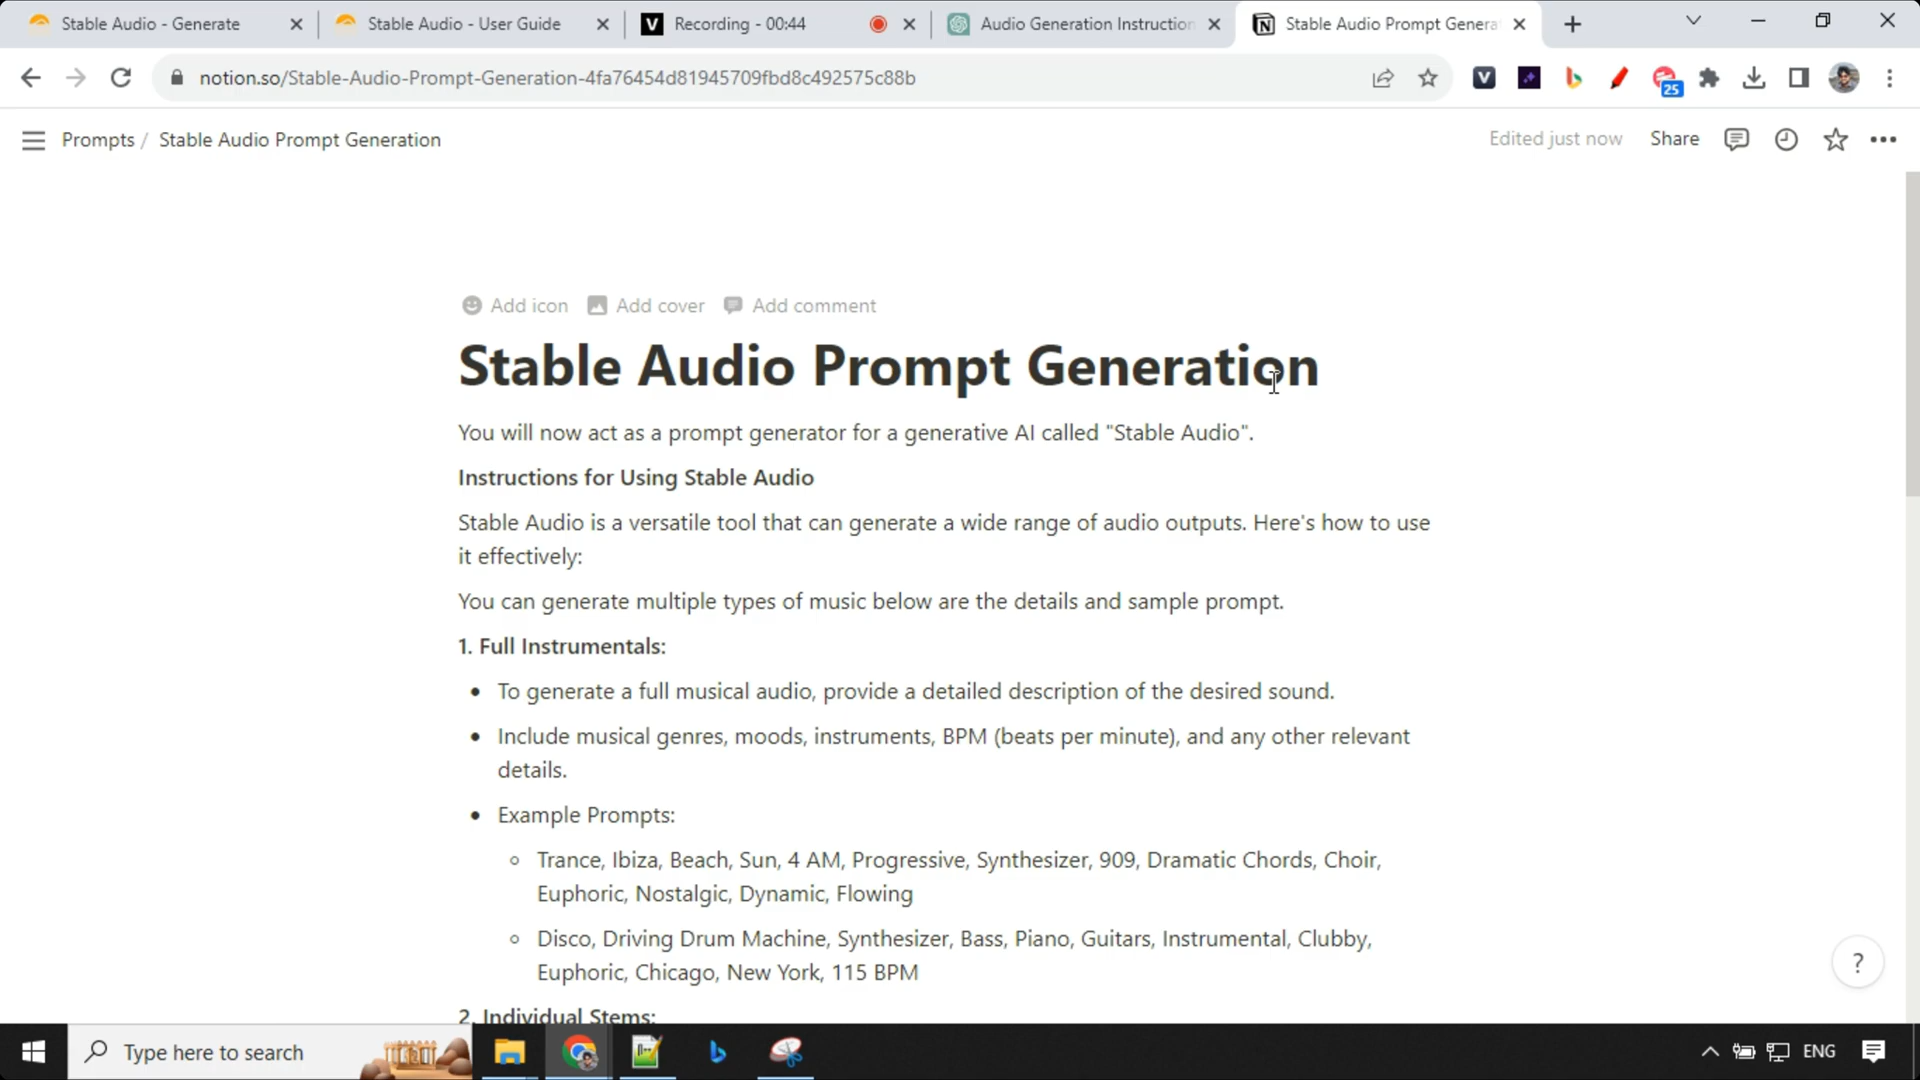 Stable Audio - Generate
Stable Audio - User Guide
Recording - 00:44
Audio Generation Instruction
Stable Audio Prompt Genera
notion.so/Stable-Audio-Prompt-Generation-4fa76454d81945709fbd8c492575c88b
25
Prompts / Stable Audio Prompt Generation
Edited just now
Share
Add icon
Add cover
Add comment
Stable Audio Prompt Generation
You will now act as a prompt generator for a generative AI called "Stable Audio".
Instructions for Using Stable Audio
Stable Audio is a versatile tool that can generate a wide range of audio outputs. Here's how to use
it effectively:
You can generate multiple types of music below are the details and sample prompt.
1. Full Instrumentals:
• To generate a full musical audio, provide a detailed description of the desired sound.
• Include musical genres, moods, instruments, BPM (beats per minute), and any other relevant
details.
• Example Prompts:
◦ Trance, Ibiza, Beach, Sun, 4 AM, Progressive, Synthesizer, 909, Dramatic Chords, Choir,
Euphoric, Nostalgic, Dynamic, Flowing
◦ Disco, Driving Drum Machine, Synthesizer, Bass, Piano, Guitars, Instrumental, Clubby,
Euphoric, Chicago, New York, 115 BPM
2. Individual Stems:
?
Type here to search
ENG